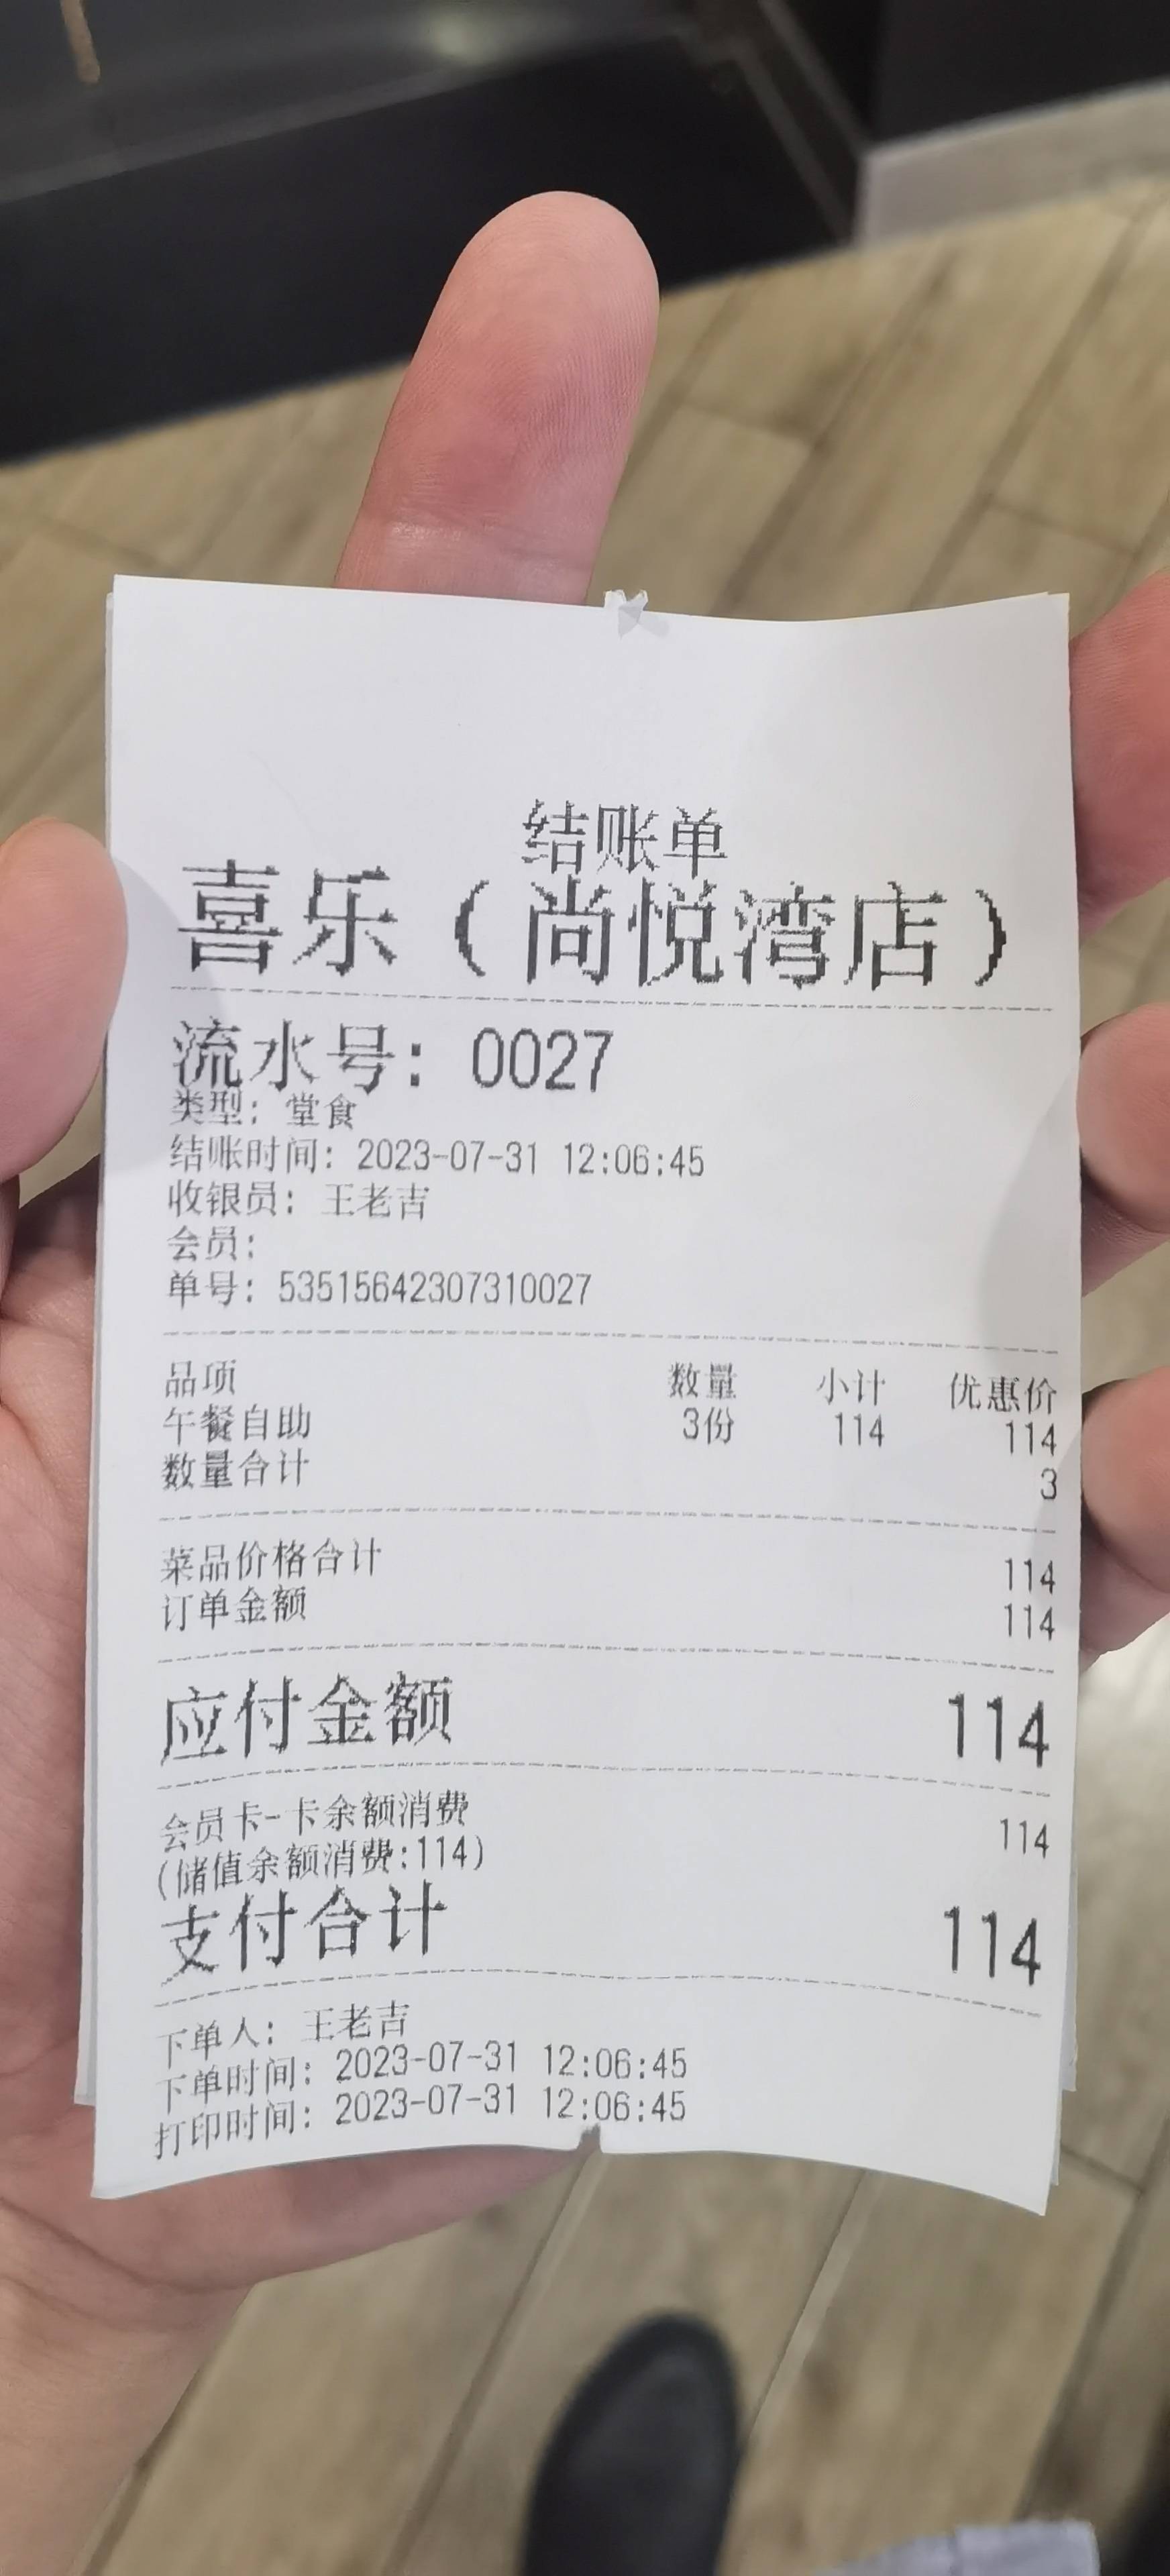 结账单
喜乐（尚悦湾店）
流水号: 0027
类型: 堂食
结账时间: 2023-07-31 12:06:45
收银员: 王老吉
会员:
单号: 53515642307310027
品项 数量 小计 优惠价
午餐自助 3份 114 114
数量合计 3
菜品价格合计 114
订单金额 114
应付金额 114
会员卡-卡余额消费 114
(储值余额消费:114)
支付合计 114
下单人: 王老吉
下单时间: 2023-07-31 12:06:45
打印时间: 2023-07-31 12:06:45